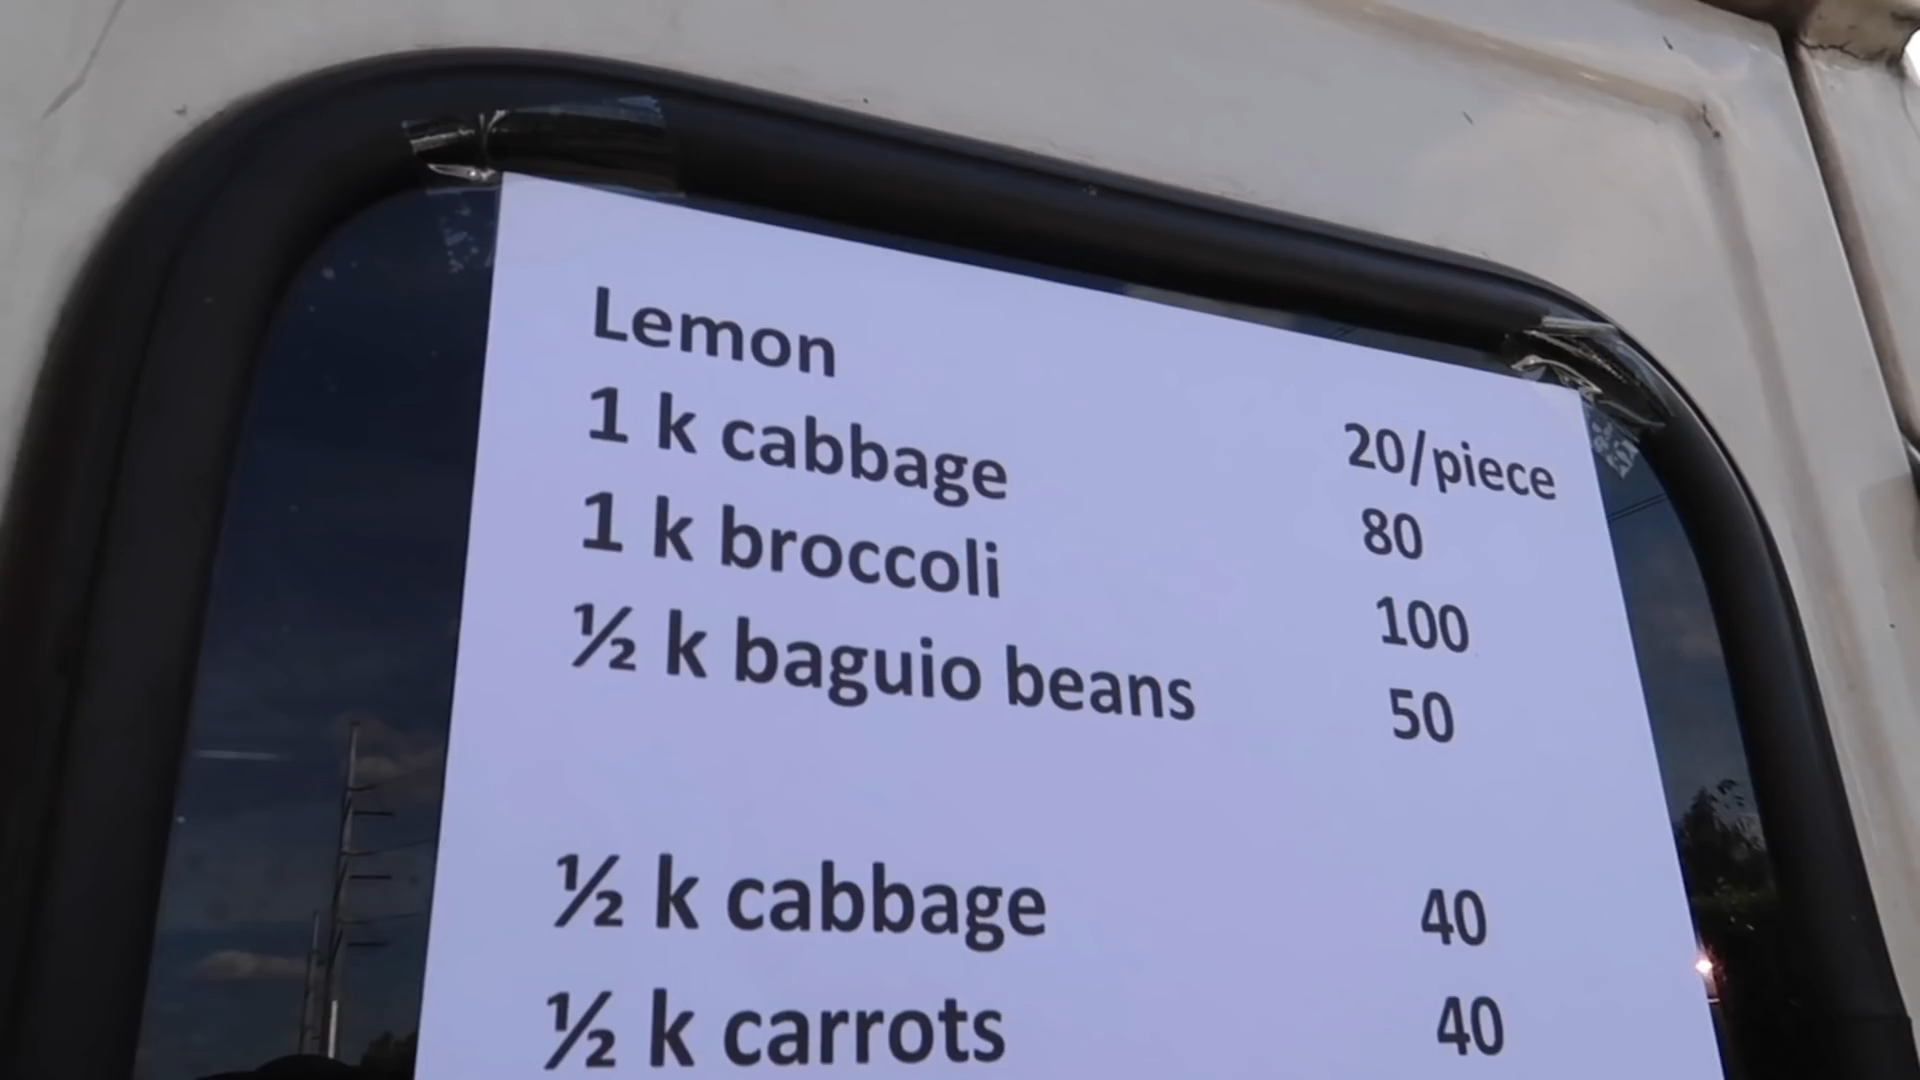 Lemon 20/piece
1 k cabbage 80
1 k broccoli 100
½ k baguio beans 50
½ k cabbage 40
½ k carrots 40